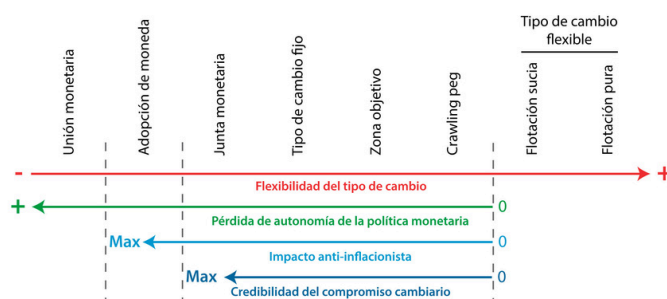 Tipo de cambio
flexible
Unión monetaria
Adopción de moneda
Junta monetaria
Tipo de cambio fijo
Zona objetivo
Crawling peg
Flotación sucia
Flotación pura
- +
Flexibilidad del tipo de cambio
+ 0
Pérdida de autonomía de la política monetaria
Max 0
Impacto anti-inflacionista
Max 0
Credibilidad del compromiso cambiario